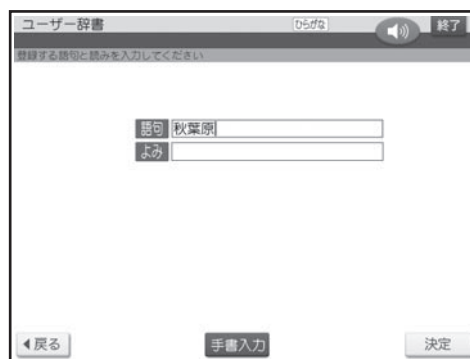 ユーザー辞書 ひらがな 終了
登録する語句と読みを入力してください
語句 秋葉原
よみ
戻る 手書入力 決定